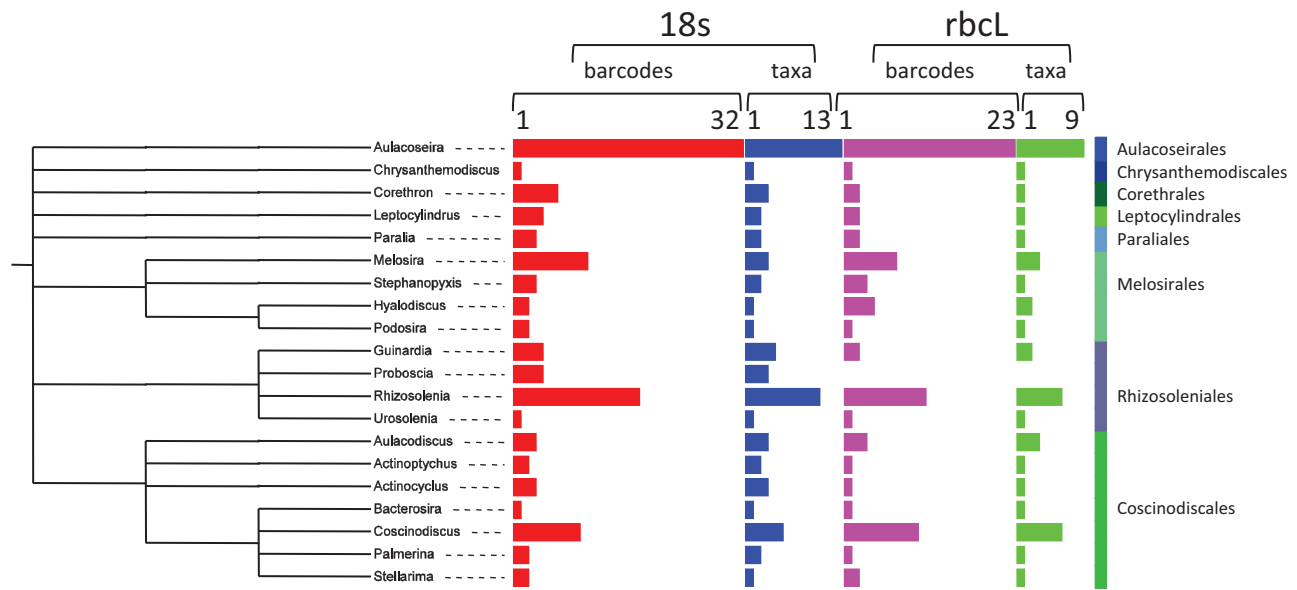 18s rbcL
barcodes taxa barcodes taxa
1 32 1 13 1 23 1 9
Aulacoseira Aulacoseirales
Chrysanthemodiscus Chrysanthemodiscales
Corethron Corethrales
Leptocylindrus Leptocylindrales
Paralia Paraliales
Melosira
Stephanopyxis Melosirales
Hyalodiscus
Podosira
Guinardia
Proboscia
Rhizosolenia Rhizosoleniales
Urosolenia
Aulacodiscus
Actinoptychus
Actinocyclus
Bacterosira Coscinodiscales
Coscinodiscus
Palmerina
Stellarima